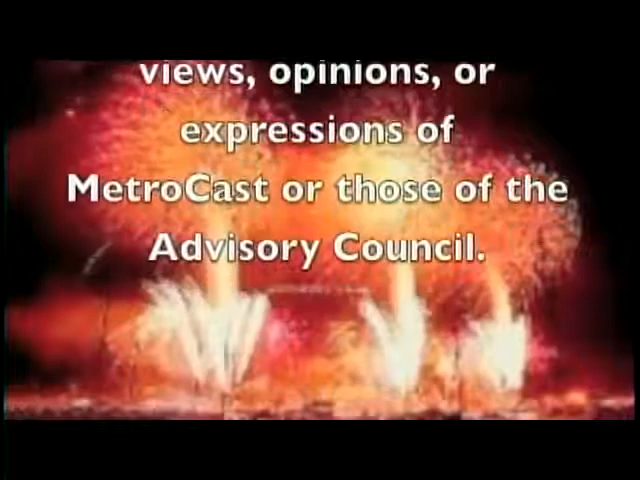 views, opinions, or
expressions of
MetroCast or those of the
Advisory Council.